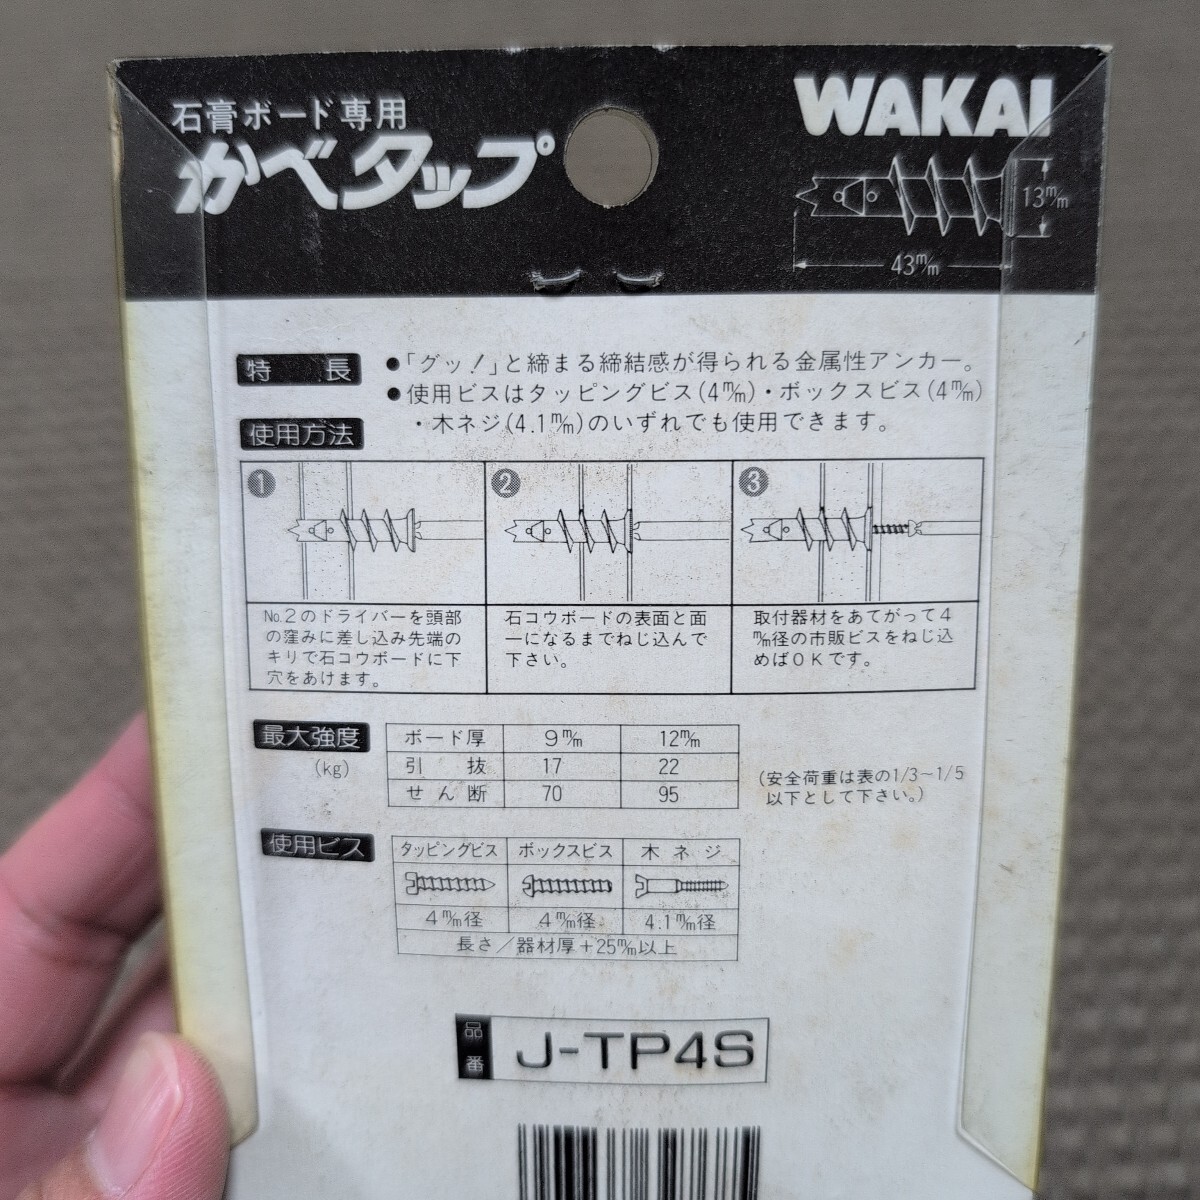 石膏ボード専用
かべタップ
WAKAI
13㎜
43㎜
特長
●「グッ!」と締まる締結感が得られる金属性アンカー。
●使用ビスはタッピングビス(4㎜)・ボックスビス(4㎜)
・木ネジ(4.1㎜)のいずれでも使用できます。
使用方法
1
2
3
No.2のドライバーを頭部
の窪みに差し込み先端の
キリで石コウボードに下
穴をあけます。
石コウボードの表面と面
一になるまでねじ込んで
下さい。
取付器材をあてがって4
㎜径の市販ビスをねじ込
めばOKです。
最大強度
(kg)
ボード厚 9㎜ 12㎜
引抜 17 22
せん断 70 95
(安全荷重は表の1/3~1/5
以下として下さい。)
使用ビス
タッピングビス ボックスビス 木ネジ
4㎜径 4㎜径 4.1㎜径
長さ/器材厚+25㎜以上
品番 J-TP4S